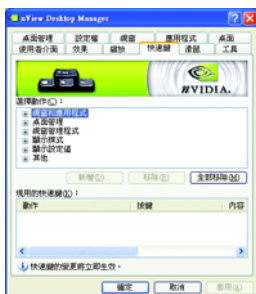 nView Desktop Manager
桌面管理 設定檔 視窗 應用程式 桌面
使用者介面 效果 縮放 快速鍵 滑鼠 工具
NVIDIA.
選擇動作(C)：
視窗和應用程式
桌面管理
視窗管理程式
顯示模式
顯示設定值
其他
新增(D)... 移除(R) 全部移除(M)
現用的快速鍵(U)：
動作 按鍵 內容
快速鍵的變更將立即生效。
確定 取消 套用(A)